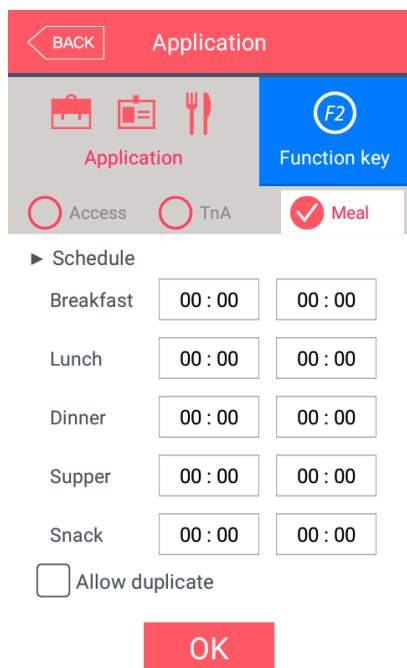 BACK Application
F2
Application Function key
Access TnA Meal
► Schedule
Breakfast 00 : 00 00 : 00
Lunch 00 : 00 00 : 00
Dinner 00 : 00 00 : 00
Supper 00 : 00 00 : 00
Snack 00 : 00 00 : 00
Allow duplicate
OK